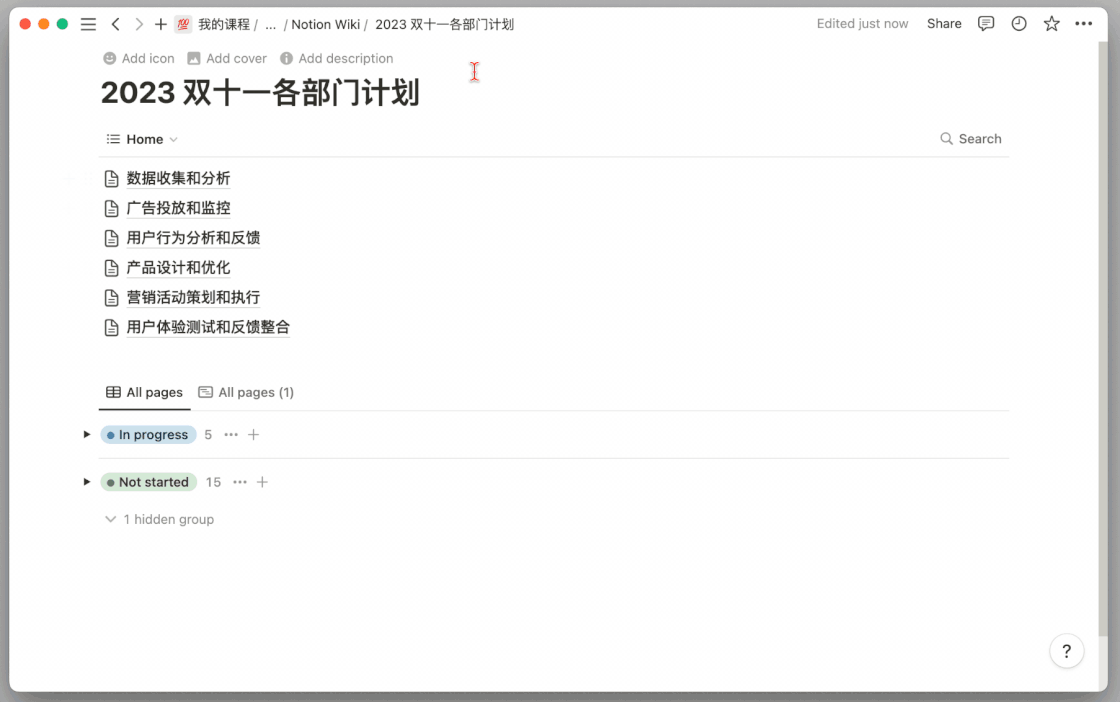 💯 我的课程 / ... / Notion Wiki / 2023 双十一各部门计划 Edited just now Share
Add icon Add cover Add description
2023 双十一各部门计划
Home Search
数据收集和分析
广告投放和监控
用户行为分析和反馈
产品设计和优化
营销活动策划和执行
用户体验测试和反馈整合
All pages All pages (1)
In progress 5
Not started 15
1 hidden group
?